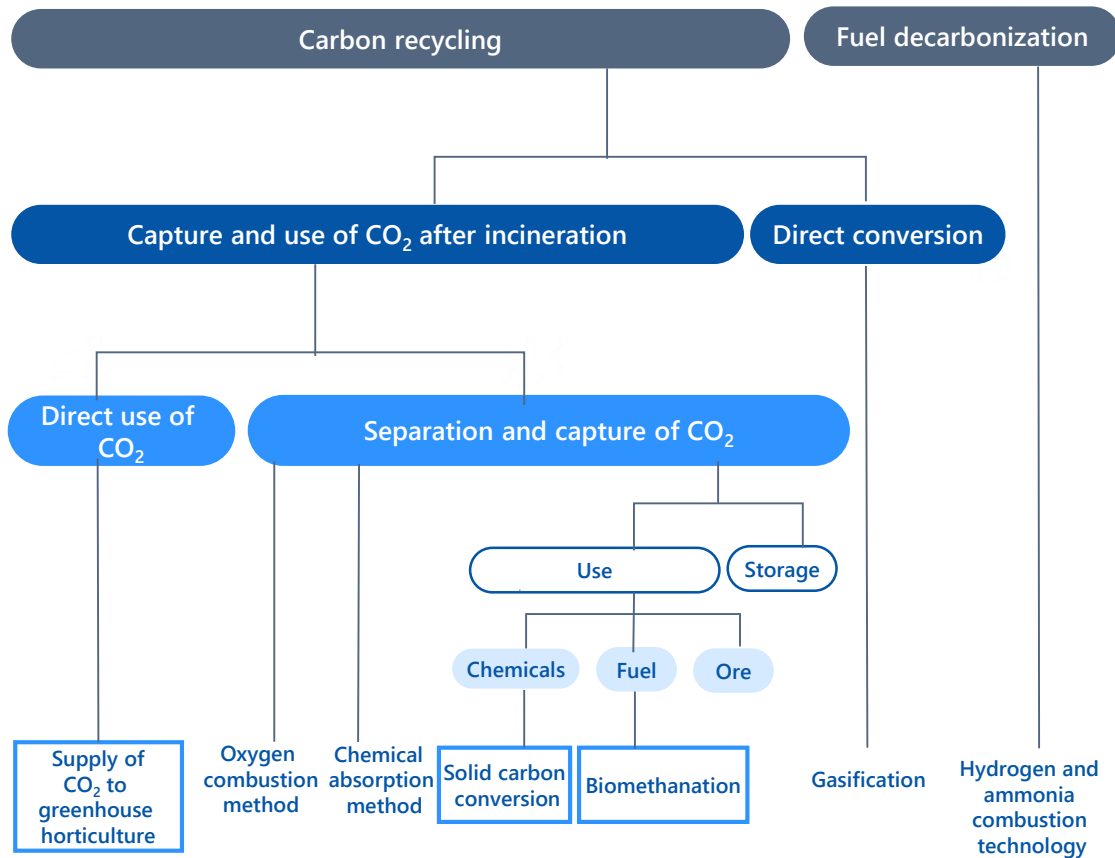 Carbon recycling
Fuel decarbonization
Capture and use of CO₂ after incineration
Direct conversion
Direct use of
CO₂
Separation and capture of CO₂
Use
Storage
Chemicals
Fuel
Ore
Supply of
CO₂ to
greenhouse
horticulture
Oxygen
combustion
method
Chemical
absorption
method
Solid carbon
conversion
Biomethanation
Gasification
Hydrogen and
ammonia
combustion
technology